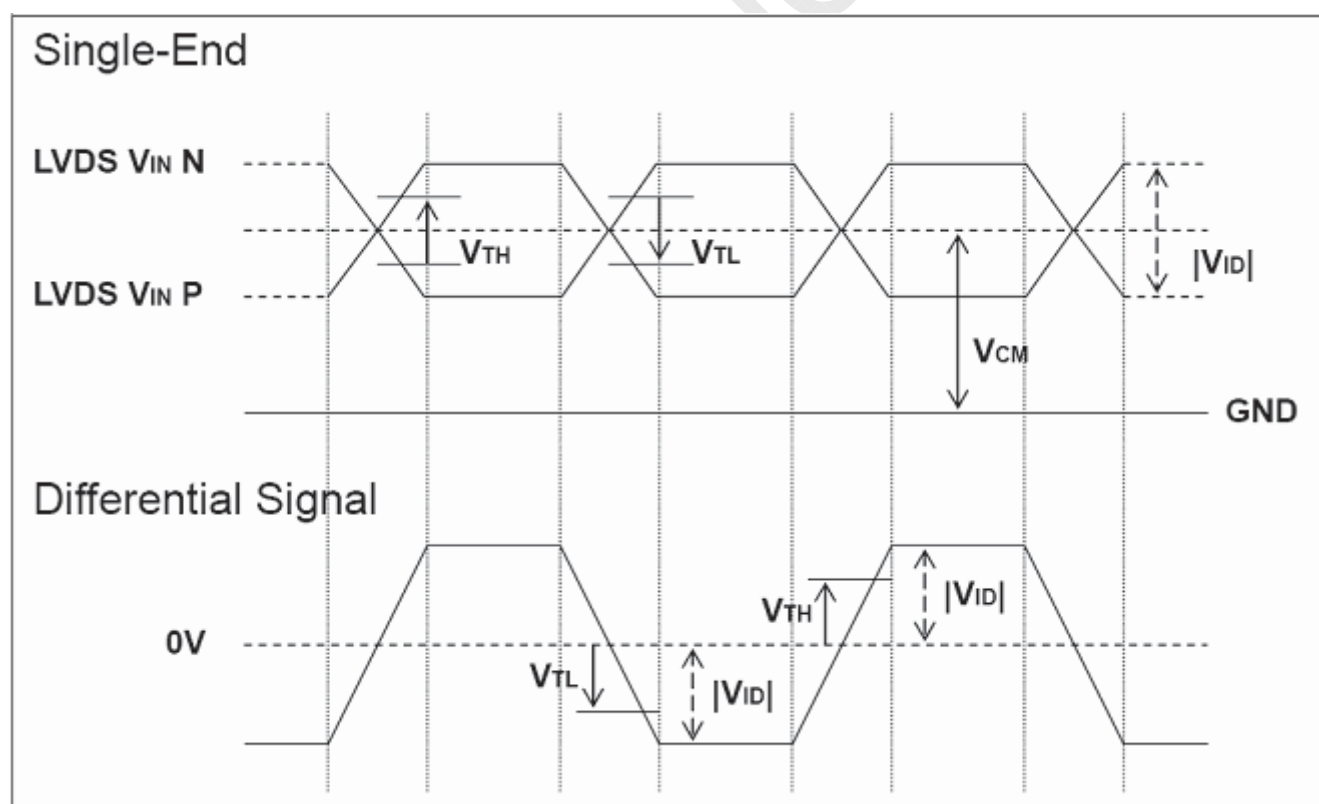 Single-End
LVDS VIN N
VTH
VTL
|VID|
LVDS VIN P
VCM
GND
Differential Signal
VTH
|VID|
0V
VTL
|VID|